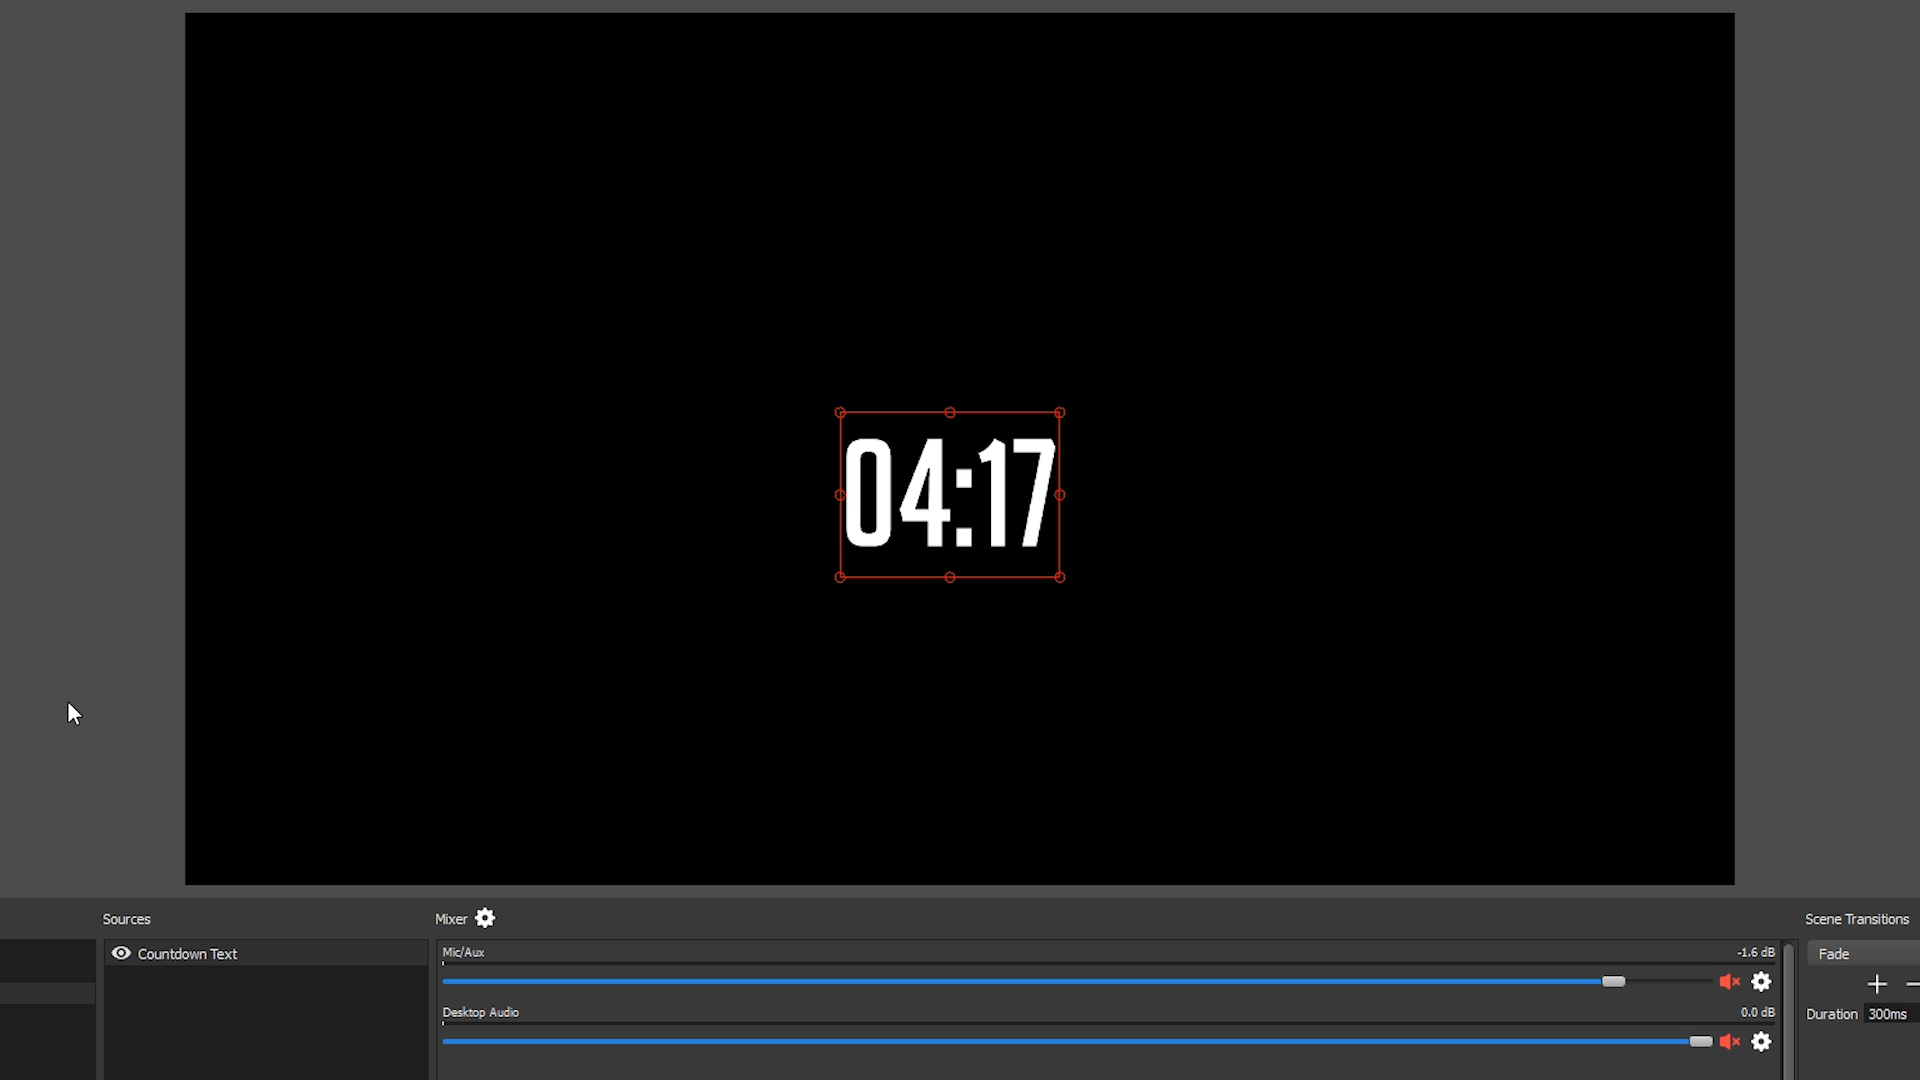 04:17
Sources
Countdown Text
Mixer
Mic/Aux
-1.6 dB
Desktop Audio
0.0 dB
Scene Transitions
Fade
Duration 300ms